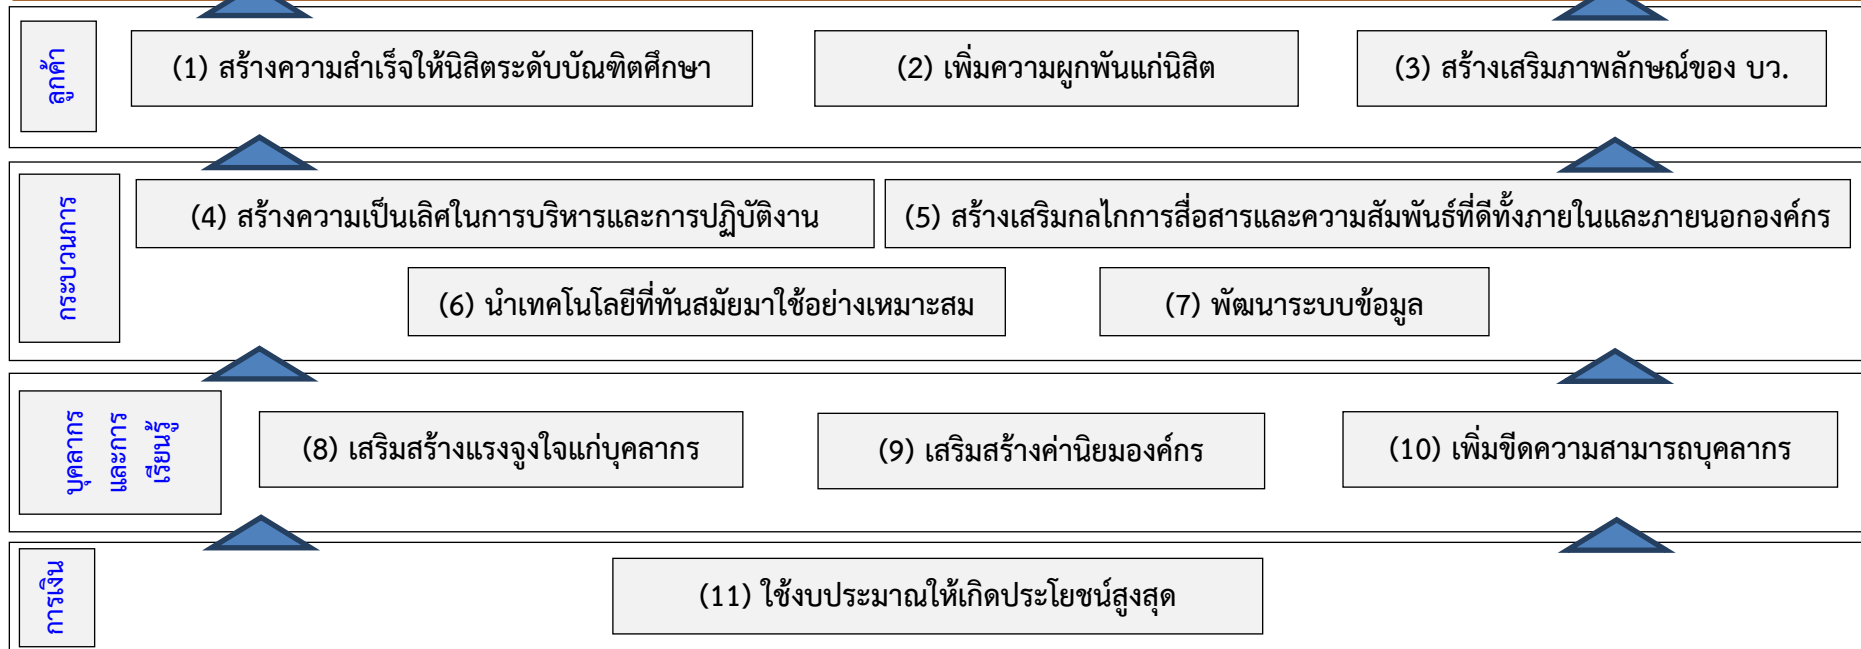 ลูกค้า
(1) สร้างความสำเร็จให้นิสิตระดับบัณฑิตศึกษา
(2) เพิ่มความผูกพันแก่นิสิต
(3) สร้างเสริมภาพลักษณ์ของ บว.
กระบวนการ
(4) สร้างความเป็นเลิศในการบริหารและการปฏิบัติงาน
(5) สร้างเสริมกลไกการสื่อสารและความสัมพันธ์ที่ดีทั้งภายในและภายนอกองค์กร
(6) นำเทคโนโลยีที่ทันสมัยมาใช้อย่างเหมาะสม
(7) พัฒนาระบบข้อมูล
บุคลากร
และการ
เรียนรู้
(8) เสริมสร้างแรงจูงใจแก่บุคลากร
(9) เสริมสร้างค่านิยมองค์กร
(10) เพิ่มขีดความสามารถบุคลากร
การเงิน
(11) ใช้งบประมาณให้เกิดประโยชน์สูงสุด